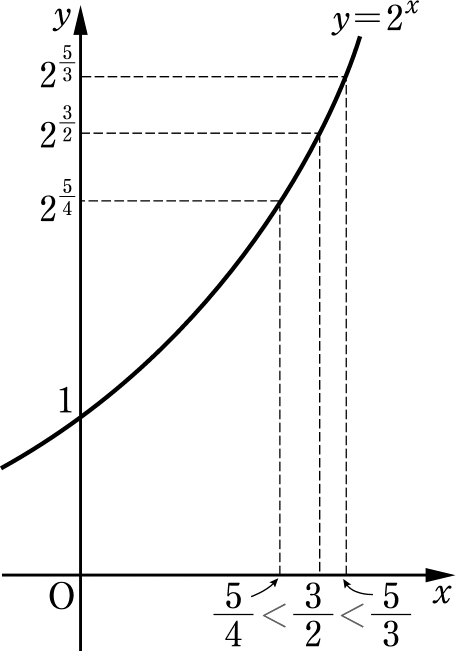 y
y=2^x
2^{5/3}
2^{3/2}
2^{5/4}
1
O
x
5/4 < 3/2 < 5/3